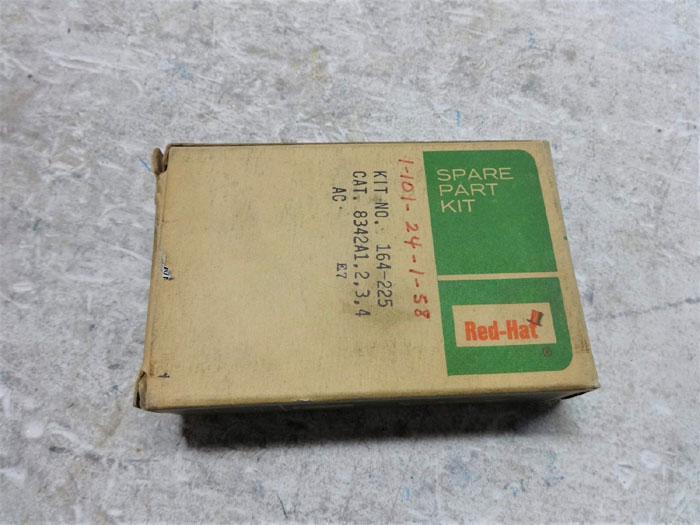 SPARE
PART
KIT
Red-Hat
®
1-101-24-1-58
KIT NO. 164-225
CAT. 8342A1,2,3,4
AC.
E7